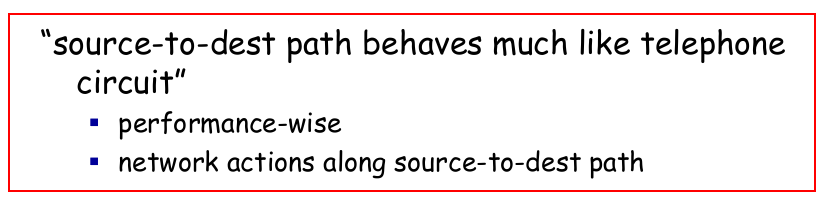 “source-to-dest path behaves much like telephone
circuit”
▪ performance-wise
▪ network actions along source-to-dest path